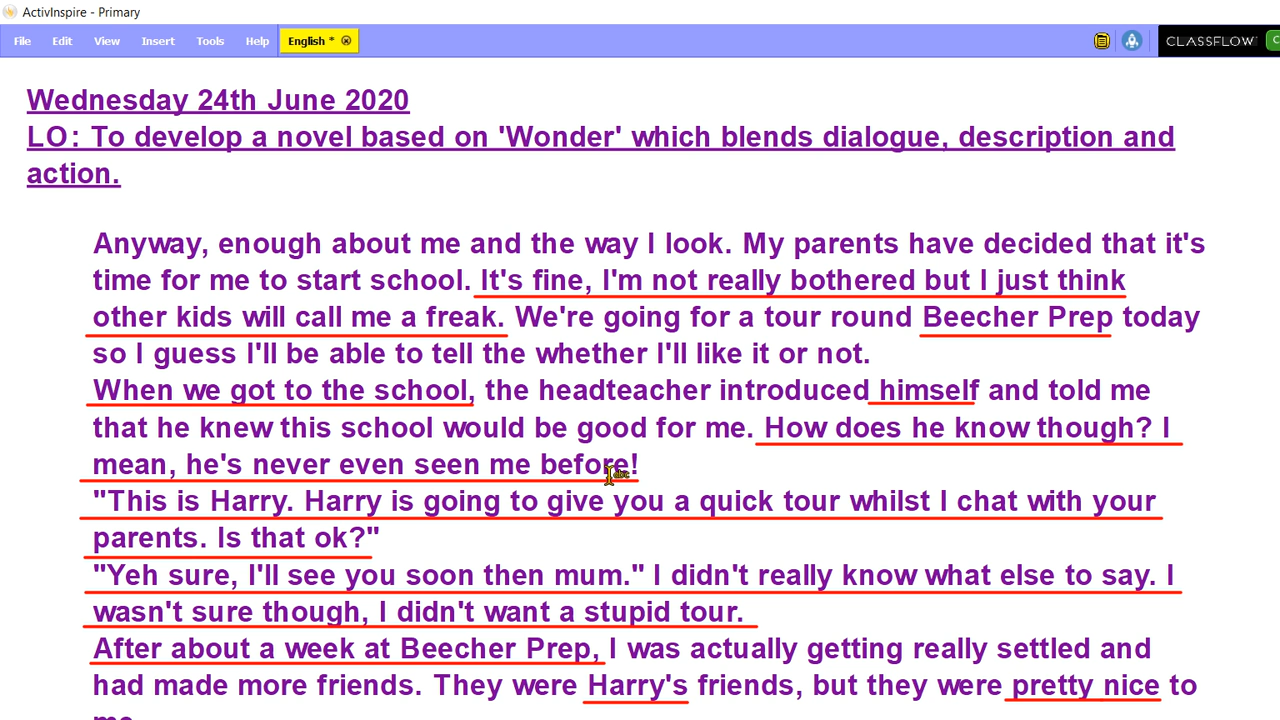 ActivInspire - Primary
File Edit View Insert Tools Help English * CLASSFLOW
Wednesday 24th June 2020
LO: To develop a novel based on 'Wonder' which blends dialogue, description and
action.
Anyway, enough about me and the way I look. My parents have decided that it's
time for me to start school. It's fine, I'm not really bothered but I just think
other kids will call me a freak. We're going for a tour round Beecher Prep today
so I guess I'll be able to tell the whether I'll like it or not.
When we got to the school, the headteacher introduced himself and told me
that he knew this school would be good for me. How does he know though? I
mean, he's never even seen me before!
"This is Harry. Harry is going to give you a quick tour whilst I chat with your
parents. Is that ok?"
"Yeh sure, I'll see you soon then mum." I didn't really know what else to say. I
wasn't sure though, I didn't want a stupid tour.
After about a week at Beecher Prep, I was actually getting really settled and
had made more friends. They were Harry's friends, but they were pretty nice to